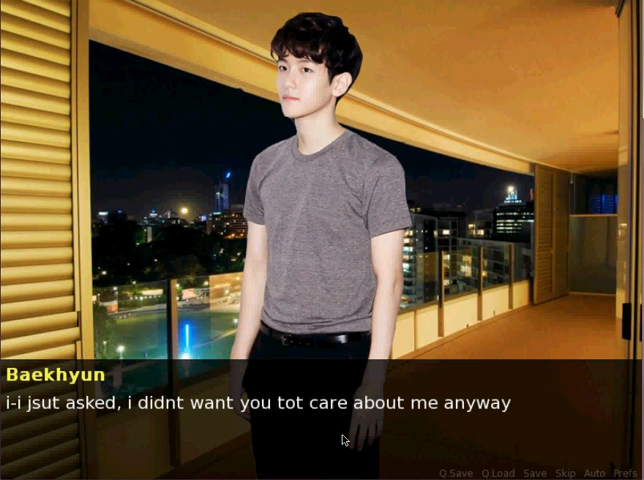 Baekhyun
i-i jsut asked, i didnt want you tot care about me anyway
Q.Save Q.Load Save Skip Auto Prefs